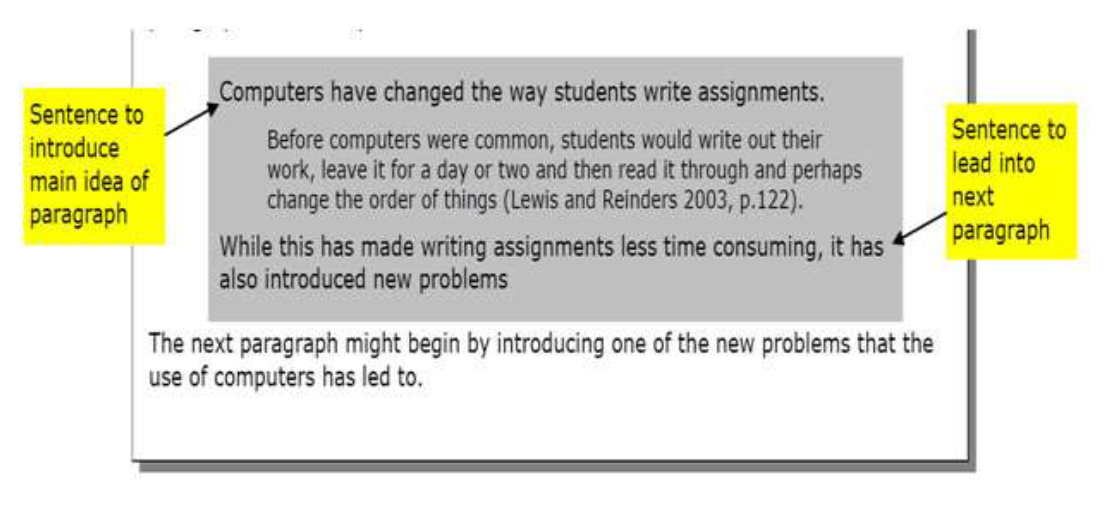 Computers have changed the way students write assignments.
Sentence to
introduce
main idea of
paragraph
Before computers were common, students would write out their
work, leave it for a day or two and then read it through and perhaps
change the order of things (Lewis and Reinders 2003, p.122).
Sentence to
lead into
next
paragraph
While this has made writing assignments less time consuming, it has
also introduced new problems
The next paragraph might begin by introducing one of the new problems that the
use of computers has led to.